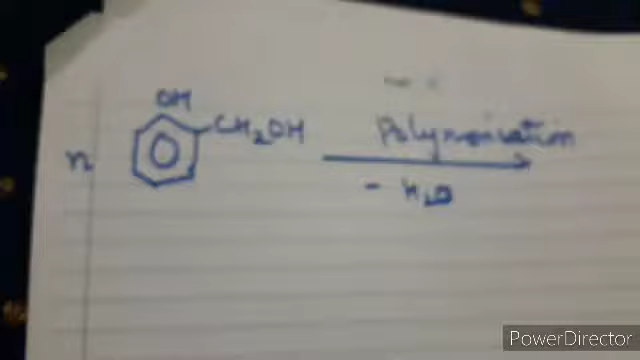 OH
n CH₂OH Polymerisation
- H₂O
PowerDirector